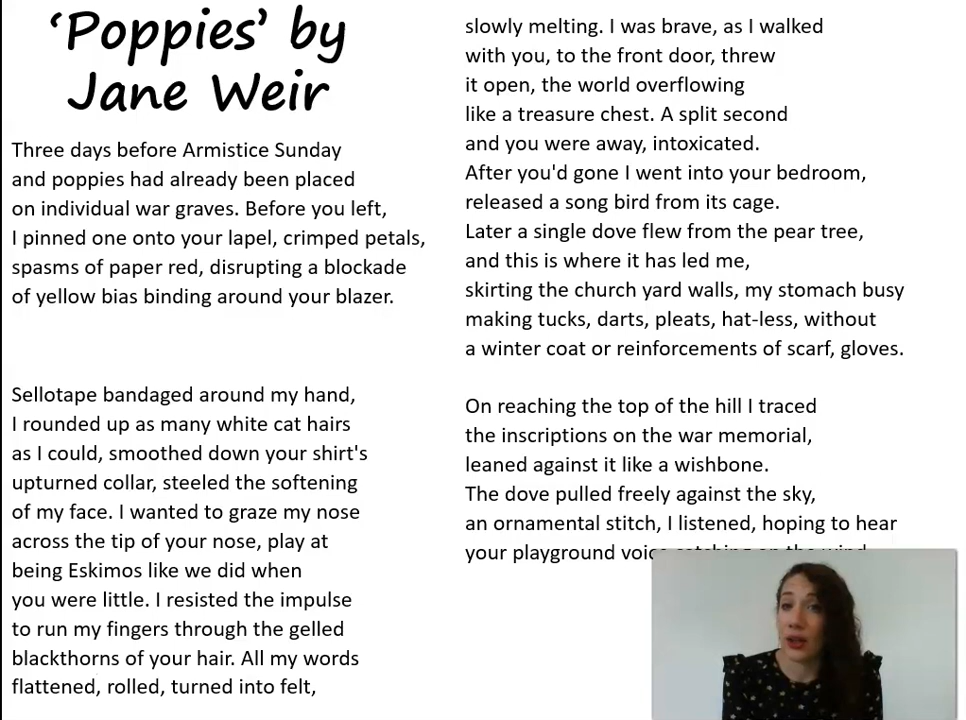 ‘Poppies’ by
Jane Weir
Three days before Armistice Sunday
and poppies had already been placed
on individual war graves. Before you left,
I pinned one onto your lapel, crimped petals,
spasms of paper red, disrupting a blockade
of yellow bias binding around your blazer.
Sellotape bandaged around my hand,
I rounded up as many white cat hairs
as I could, smoothed down your shirt's
upturned collar, steeled the softening
of my face. I wanted to graze my nose
across the tip of your nose, play at
being Eskimos like we did when
you were little. I resisted the impulse
to run my fingers through the gelled
blackthorns of your hair. All my words
flattened, rolled, turned into felt,
slowly melting. I was brave, as I walked
with you, to the front door, threw
it open, the world overflowing
like a treasure chest. A split second
and you were away, intoxicated.
After you'd gone I went into your bedroom,
released a song bird from its cage.
Later a single dove flew from the pear tree,
and this is where it has led me,
skirting the church yard walls, my stomach busy
making tucks, darts, pleats, hat-less, without
a winter coat or reinforcements of scarf, gloves.
On reaching the top of the hill I traced
the inscriptions on the war memorial,
leaned against it like a wishbone.
The dove pulled freely against the sky,
an ornamental stitch, I listened, hoping to hear
your playground voice catching on the wind.